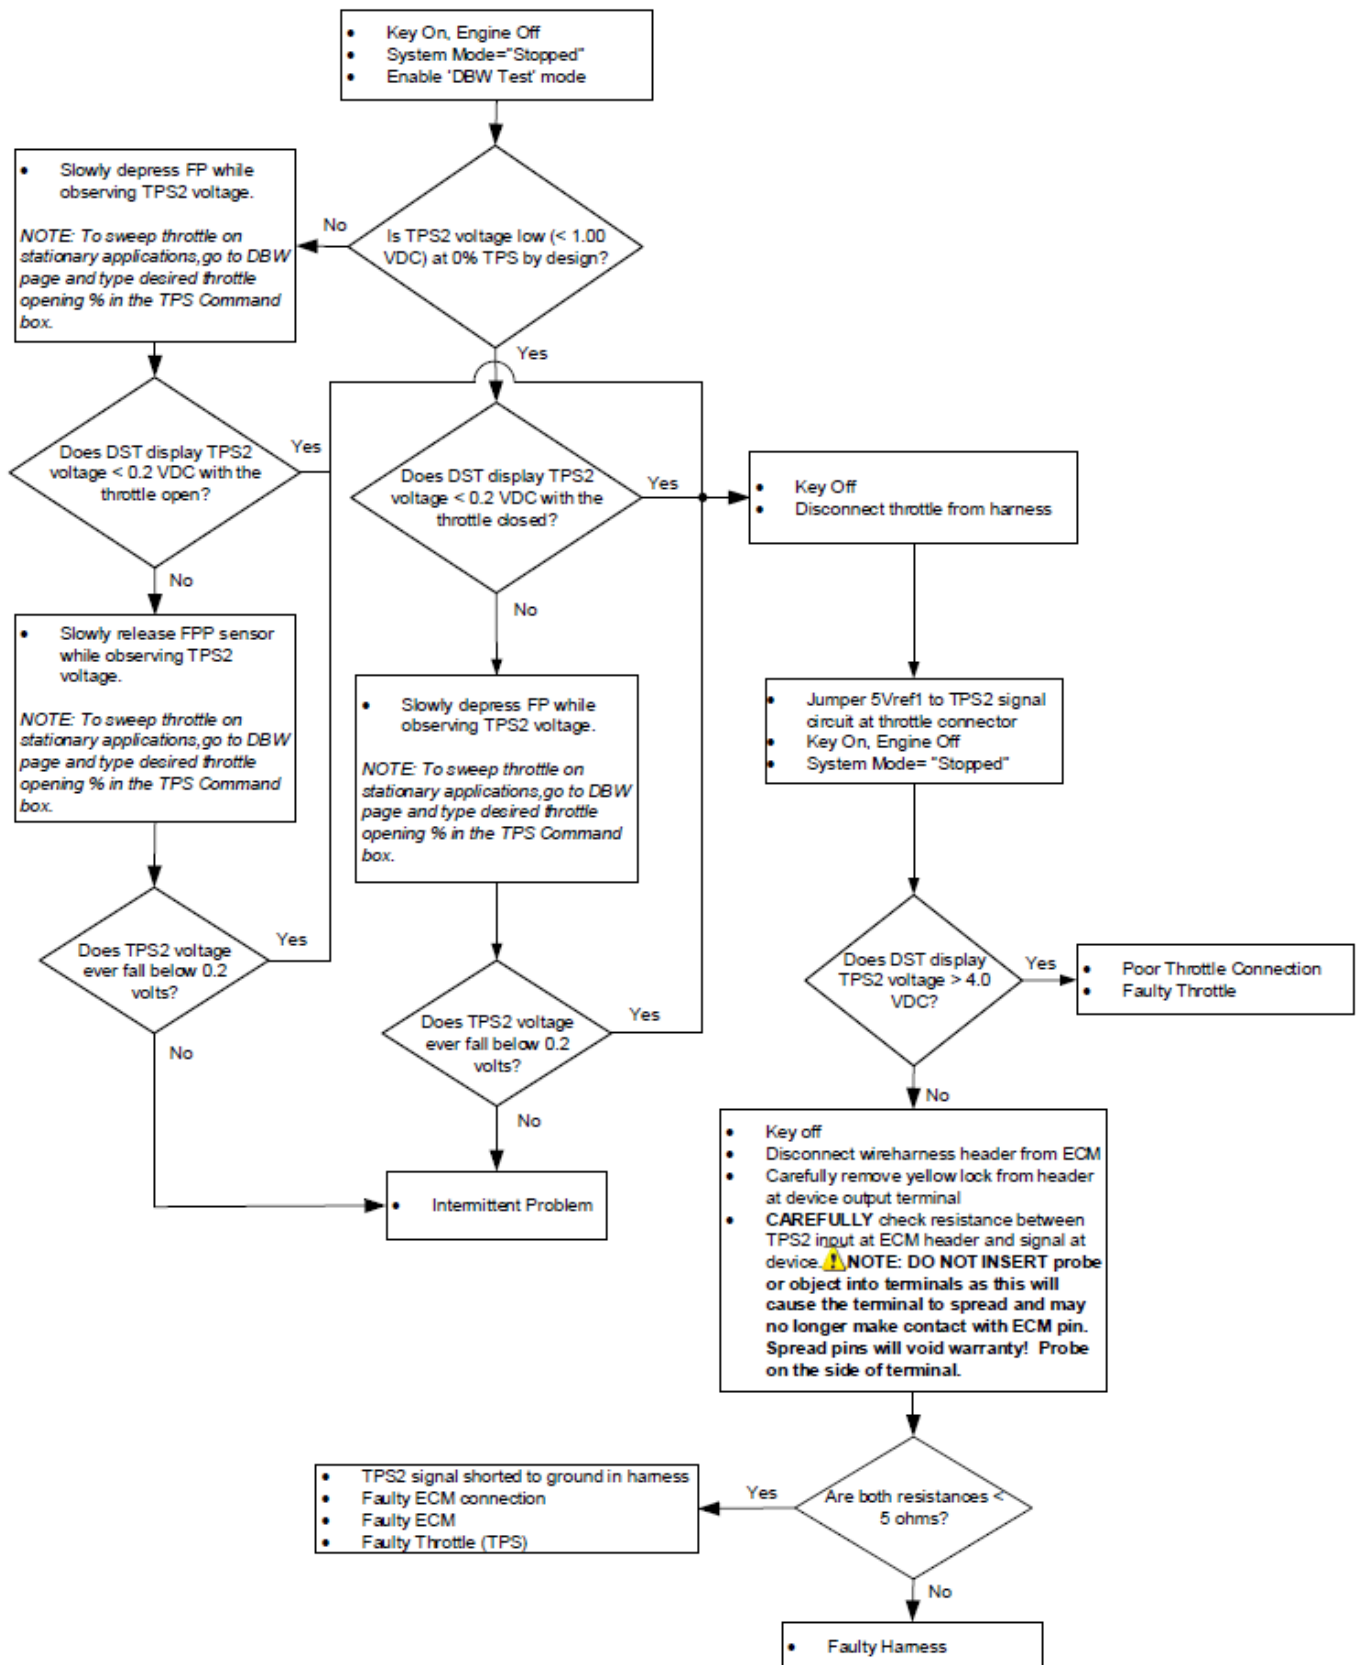 • Key On, Engine Off
• System Mode="Stopped"
• Enable 'DBW Test' mode
• Slowly depress FP while
observing TPS2 voltage.
NOTE: To sweep throttle on
stationary applications,go to DBW
page and type desired throttle
opening % in the TPS Command
box.
No
Is TPS2 voltage low (< 1.00
VDC) at 0% TPS by design?
Yes
Does DST display TPS2
voltage < 0.2 VDC with the
throttle open?
Yes
No
Does DST display TPS2
voltage < 0.2 VDC with the
throttle closed?
Yes
No
• Key Off
• Disconnect throttle from harness
• Slowly release FPP sensor
while observing TPS2
voltage.
NOTE: To sweep throttle on
stationary applications,go to DBW
page and type desired throttle
opening % in the TPS Command
box.
• Slowly depress FP while
observing TPS2 voltage.
NOTE: To sweep throttle on
stationary applications,go to DBW
page and type desired throttle
opening % in the TPS Command
box.
• Jumper 5Vref1 to TPS2 signal
circuit at throttle connector
• Key On, Engine Off
• System Mode= "Stopped"
Does TPS2 voltage
ever fall below 0.2
volts?
Yes
No
Does TPS2 voltage
ever fall below 0.2
volts?
Yes
No
Does DST display
TPS2 voltage > 4.0
VDC?
Yes
No
• Poor Throttle Connection
• Faulty Throttle
• Intermittent Problem
• Key off
• Disconnect wireharness header from ECM
• Carefully remove yellow lock from header
at device output terminal
• CAREFULLY check resistance between
TPS2 input at ECM header and signal at
device. NOTE: DO NOT INSERT probe
or object into terminals as this will
cause the terminal to spread and may
no longer make contact with ECM pin.
Spread pins will void warranty! Probe
on the side of terminal.
Are both resistances <
5 ohms?
Yes
No
• TPS2 signal shorted to ground in harness
• Faulty ECM connection
• Faulty ECM
• Faulty Throttle (TPS)
• Faulty Harness